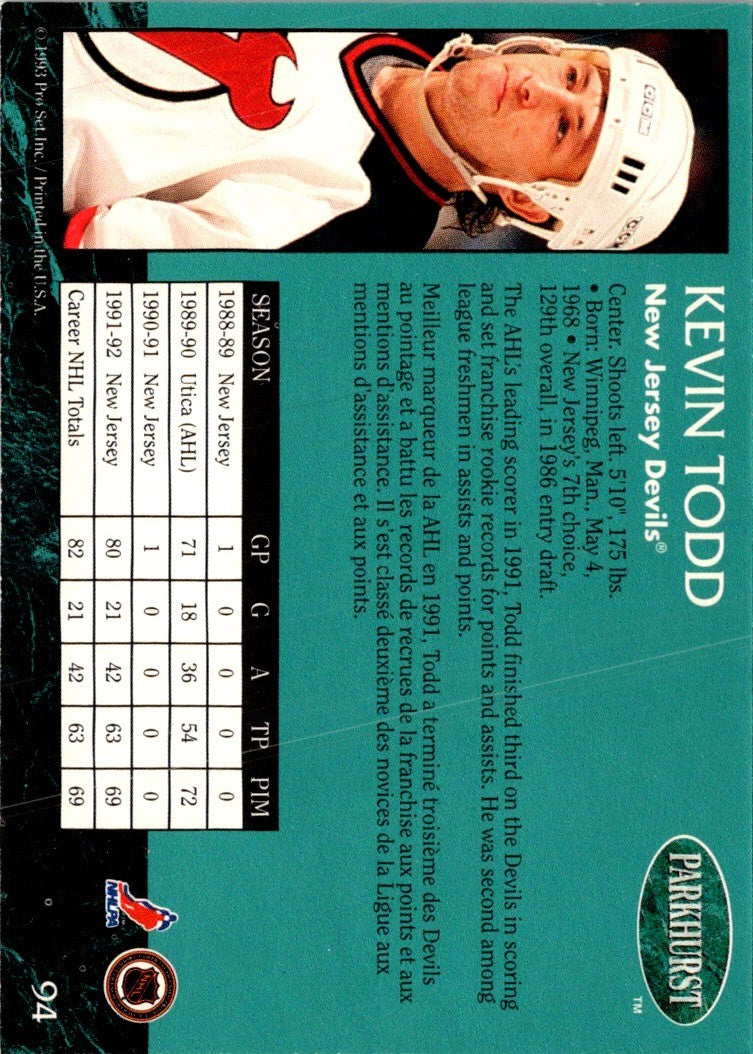 KEVIN TODD
New Jersey Devils®
PARKHURST
TM
Center. Shoots left. 5'10", 175 lbs.
• Born: Winnipeg, Man., May 4,
1968 • New Jersey's 7th choice,
129th overall, in 1986 entry draft.
The AHL's leading scorer in 1991, Todd finished third on the Devils in scoring
and set franchise rookie records for points and assists. He was second among
league freshmen in assists and points.
Meilleur marqueur de la AHL en 1991, Todd a terminé troisième des Devils
au pointage et a battu les records de recrues de la franchise aux points et aux
mentions d'assistance. Il s'est classé deuxième des novices de la Ligue aux
mentions d'assistance et aux points.
SEASON GP G A TP PIM
1988-89 New Jersey 1 0 0 0 0
1989-90 Utica (AHL) 71 18 36 54 72
1990-91 New Jersey 1 0 0 0 0
1991-92 New Jersey 80 21 42 63 69
Career NHL Totals 82 21 42 63 69
© 1993 Pro Set Inc. / Printed in the U.S.A.
NHLPA
NHL
94
CCM
CCM